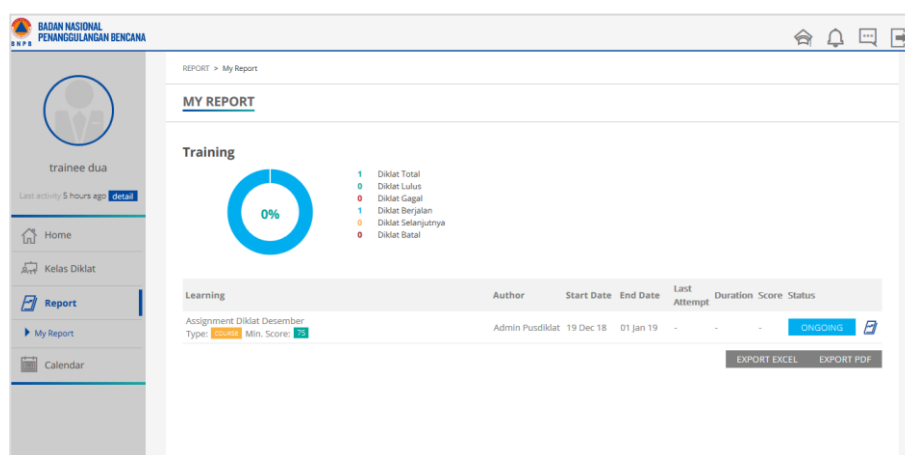 BADAN NASIONAL
PENANGGULANGAN BENCANA
BNPB
REPORT > My Report
MY REPORT
trainee dua
Last activity 5 hours ago detail
Home
Kelas Diklat
Report
My Report
Calendar
Training
0%
1 Diklat Total
0 Diklat Lulus
0 Diklat Gagal
1 Diklat Berjalan
0 Diklat Selanjutnya
0 Diklat Batal
Learning Author Start Date End Date Last Attempt Duration Score Status
Assignment Diklat Desember
Type: COURSE Min. Score: 75
Admin Pusdiklat 19 Dec 18 01 Jan 19 - - - ONGOING
EXPORT EXCEL EXPORT PDF